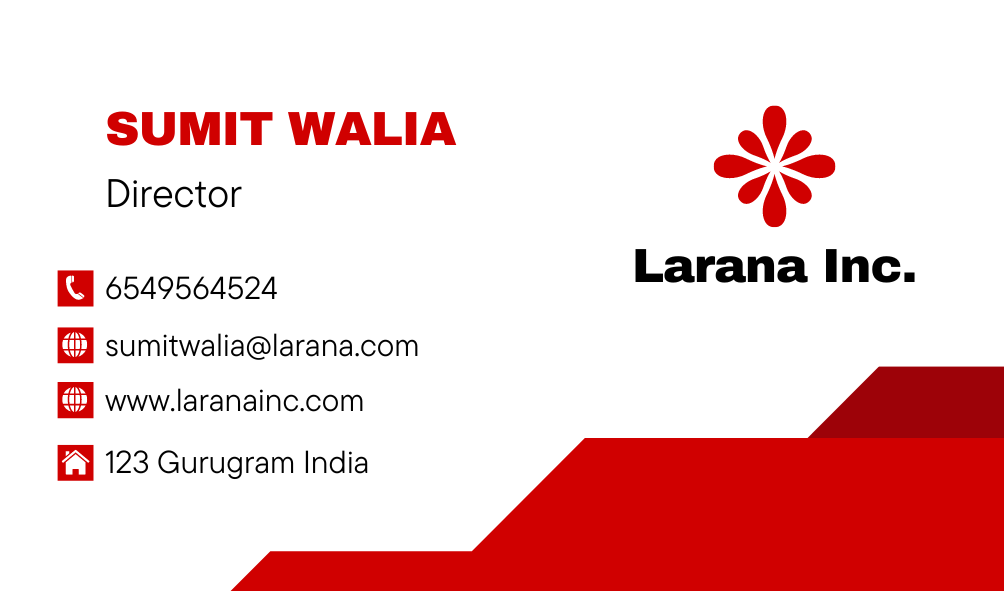 SUMIT WALIA
Director
6549564524
sumitwalia@larana.com
www.laranainc.com
123 Gurugram India
Larana Inc.